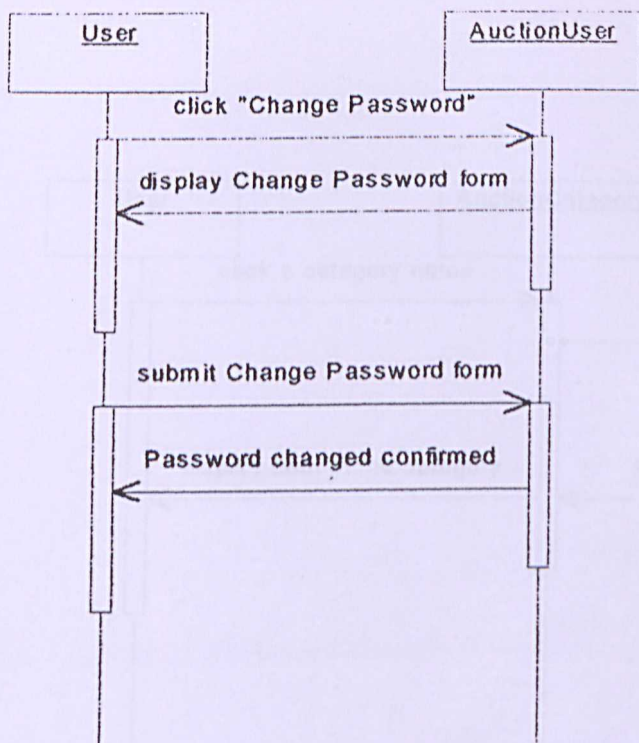 User
AuctionUser
click "Change Password"
display Change Password form
submit Change Password form
Password changed confirmed